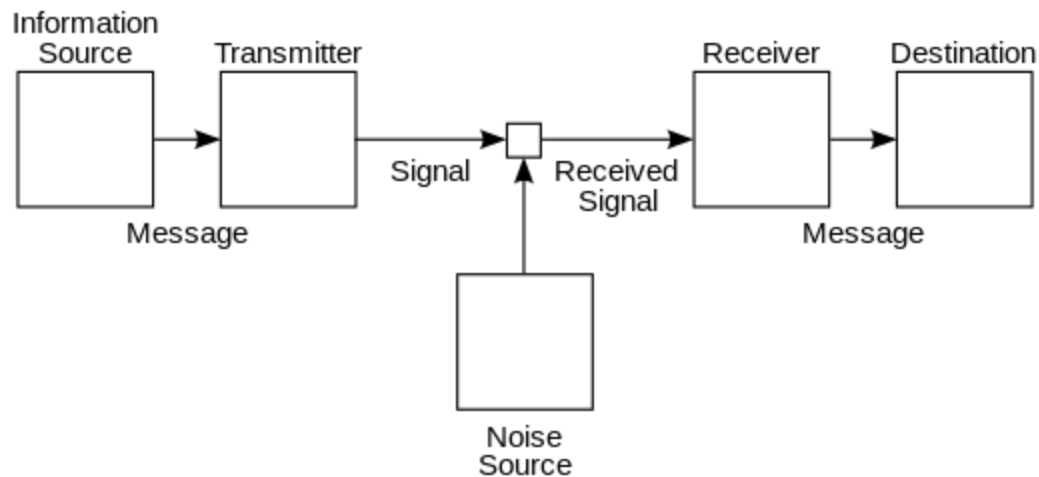 Information
Source
Transmitter
Receiver
Destination
Signal
Received
Signal
Message
Message
Noise
Source